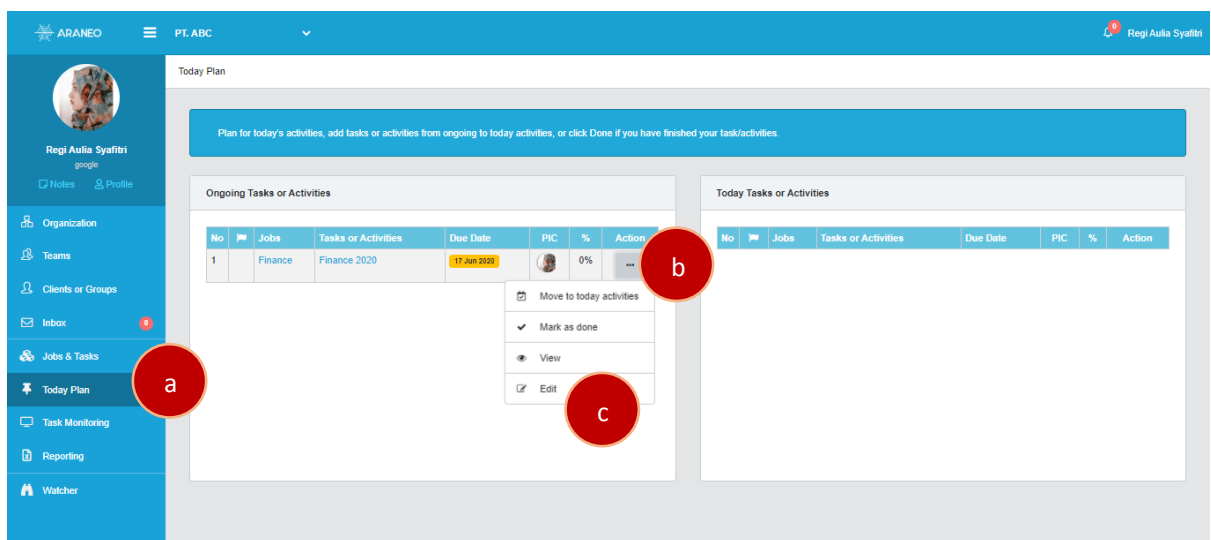 ARANEO
PT. ABC
0
Regi Aulia Syafitri
Regi Aulia Syafitri
google
Notes
Profile
Organization
Teams
Clients or Groups
Inbox
0
Jobs & Tasks
Today Plan
Task Monitoring
Reporting
Watcher
Today Plan
Plan for today's activities, add tasks or activities from ongoing to today activities, or click Done if you have finished your task/activities.
Ongoing Tasks or Activities
No Jobs Tasks or Activities Due Date PIC % Action
1 Finance Finance 2020 17 Jun 2020 0% ...
Move to today activities
Mark as done
View
Edit
Today Tasks or Activities
No Jobs Tasks or Activities Due Date PIC % Action
a
b
c